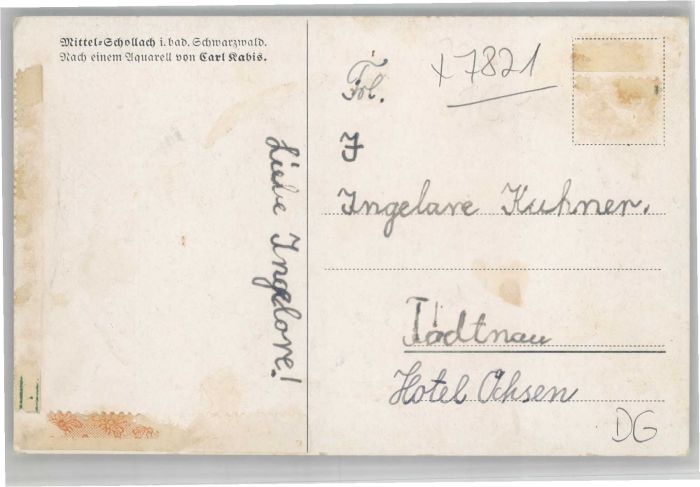 Mittel-Schollach i. bad. Schwarzwald.
Nach einem Aquarell von Carl Kabis.
Liebe Ingelore!
x 7821
Frl.
I
Ingelare Kuhner.
Tödtnau
Hotel Ochsen
DG